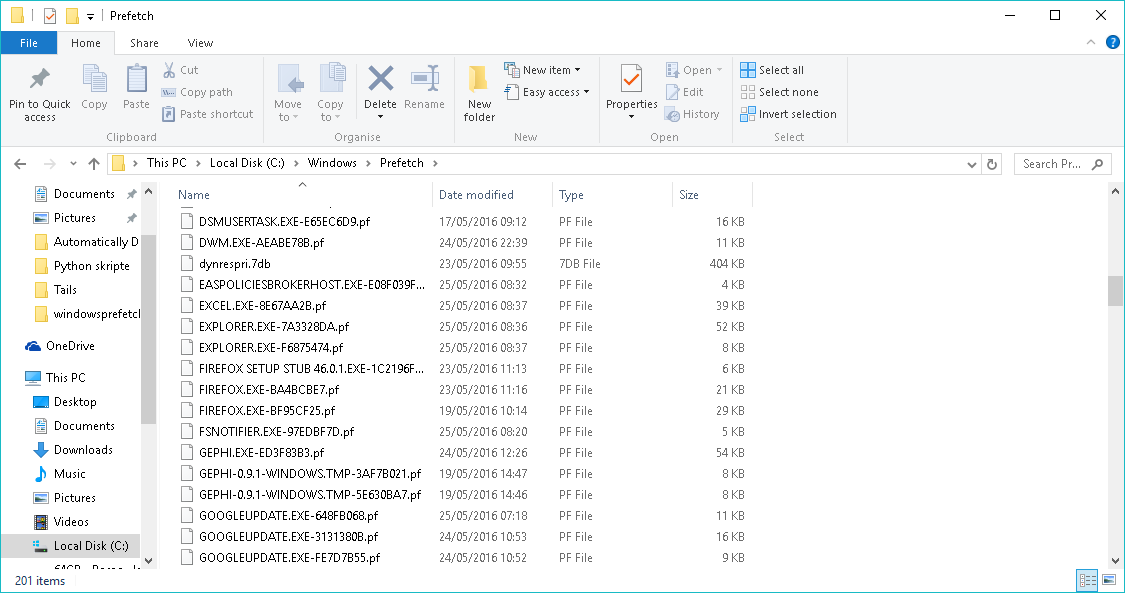 Prefetch
File Home Share View
Pin to Quick access
Copy
Paste
Cut
Copy path
Paste shortcut
Clipboard
Move to
Copy to
Delete
Rename
Organise
New folder
New item
Easy access
New
Properties
Open
Edit
History
Open
Select all
Select none
Invert selection
Select
This PC > Local Disk (C:) > Windows > Prefetch >
Search Pr...
Documents
Pictures
Automatically D
Python skripte
Tails
windowsprefetch
OneDrive
This PC
Desktop
Documents
Downloads
Music
Pictures
Videos
Local Disk (C:)
Name Date modified Type Size
DSMUSERTASK.EXE-E65EC6D9.pf 17/05/2016 09:12 PF File 16 KB
DWM.EXE-AEABE78B.pf 24/05/2016 22:39 PF File 11 KB
dynrespri.7db 23/05/2016 09:55 7DB File 404 KB
EASPOLICIESBROKERHOST.EXE-E08F039F... 25/05/2016 08:32 PF File 4 KB
EXCEL.EXE-8E67AA2B.pf 25/05/2016 08:37 PF File 39 KB
EXPLORER.EXE-7A3328DA.pf 25/05/2016 08:36 PF File 52 KB
EXPLORER.EXE-F6875474.pf 25/05/2016 08:37 PF File 8 KB
FIREFOX SETUP STUB 46.0.1.EXE-1C2196F... 23/05/2016 11:13 PF File 6 KB
FIREFOX.EXE-BA4BCBE7.pf 23/05/2016 11:16 PF File 21 KB
FIREFOX.EXE-BF95CF25.pf 19/05/2016 10:14 PF File 29 KB
FSNOTIFIER.EXE-97EDBF7D.pf 25/05/2016 08:20 PF File 5 KB
GEPHI.EXE-ED3F83B3.pf 24/05/2016 12:26 PF File 54 KB
GEPHI-0.9.1-WINDOWS.TMP-3AF7B021.pf 19/05/2016 14:47 PF File 8 KB
GEPHI-0.9.1-WINDOWS.TMP-5E630BA7.pf 19/05/2016 14:46 PF File 8 KB
GOOGLEUPDATE.EXE-648FB068.pf 25/05/2016 07:18 PF File 11 KB
GOOGLEUPDATE.EXE-3131380B.pf 24/05/2016 10:53 PF File 16 KB
GOOGLEUPDATE.EXE-FE7D7B55.pf 24/05/2016 10:52 PF File 9 KB
201 items